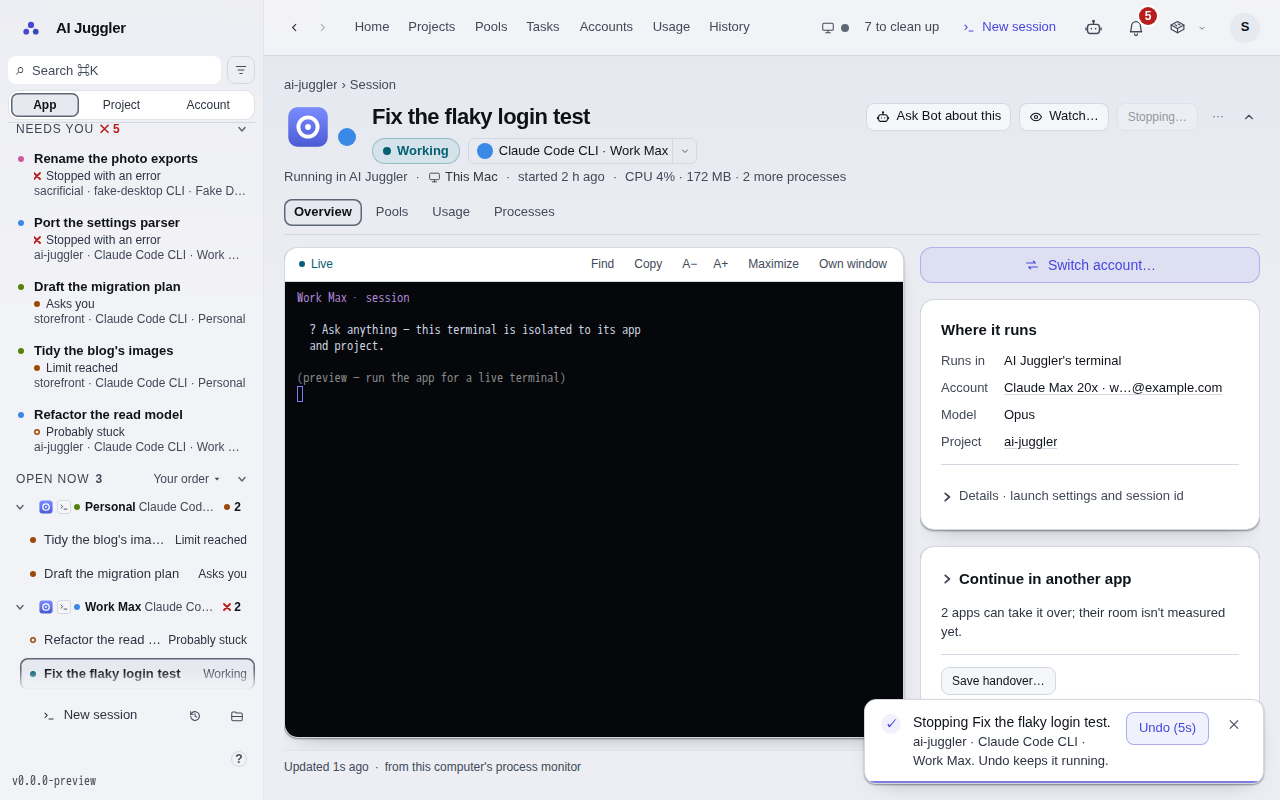 AI Juggler
Search ⌘K
App Project Account
NEEDS YOU 5
Rename the photo exports
Stopped with an error
sacrificial · fake-desktop CLI · Fake D…
Port the settings parser
Stopped with an error
ai-juggler · Claude Code CLI · Work …
Draft the migration plan
Asks you
storefront · Claude Code CLI · Personal
Tidy the blog's images
Limit reached
storefront · Claude Code CLI · Personal
Refactor the read model
Probably stuck
ai-juggler · Claude Code CLI · Work …
OPEN NOW 3 Your order
Personal Claude Cod… 2
Tidy the blog's ima… Limit reached
Draft the migration plan Asks you
Work Max Claude Co… 2
Refactor the read … Probably stuck
Fix the flaky login test Working
New session
?
v0.0.0-preview
Home Projects Pools Tasks Accounts Usage History
7 to clean up
New session
5
S
ai-juggler › Session
Fix the flaky login test
Ask Bot about this
Watch…
Stopping…
Working
Claude Code CLI · Work Max
Running in AI Juggler · This Mac · started 2 h ago · CPU 4% · 172 MB · 2 more processes
Overview Pools Usage Processes
Live Find Copy A− A+ Maximize Own window
Work Max · session
? Ask anything — this terminal is isolated to its app
and project.
(preview — run the app for a live terminal)
Updated 1s ago · from this computer's process monitor
Switch account…
Where it runs
Runs in AI Juggler's terminal
Account Claude Max 20x · w…@example.com
Model Opus
Project ai-juggler
Details · launch settings and session id
Continue in another app
2 apps can take it over; their room isn't measured
yet.
Save handover…
Stopping Fix the flaky login test.
ai-juggler · Claude Code CLI ·
Work Max. Undo keeps it running.
Undo (5s)